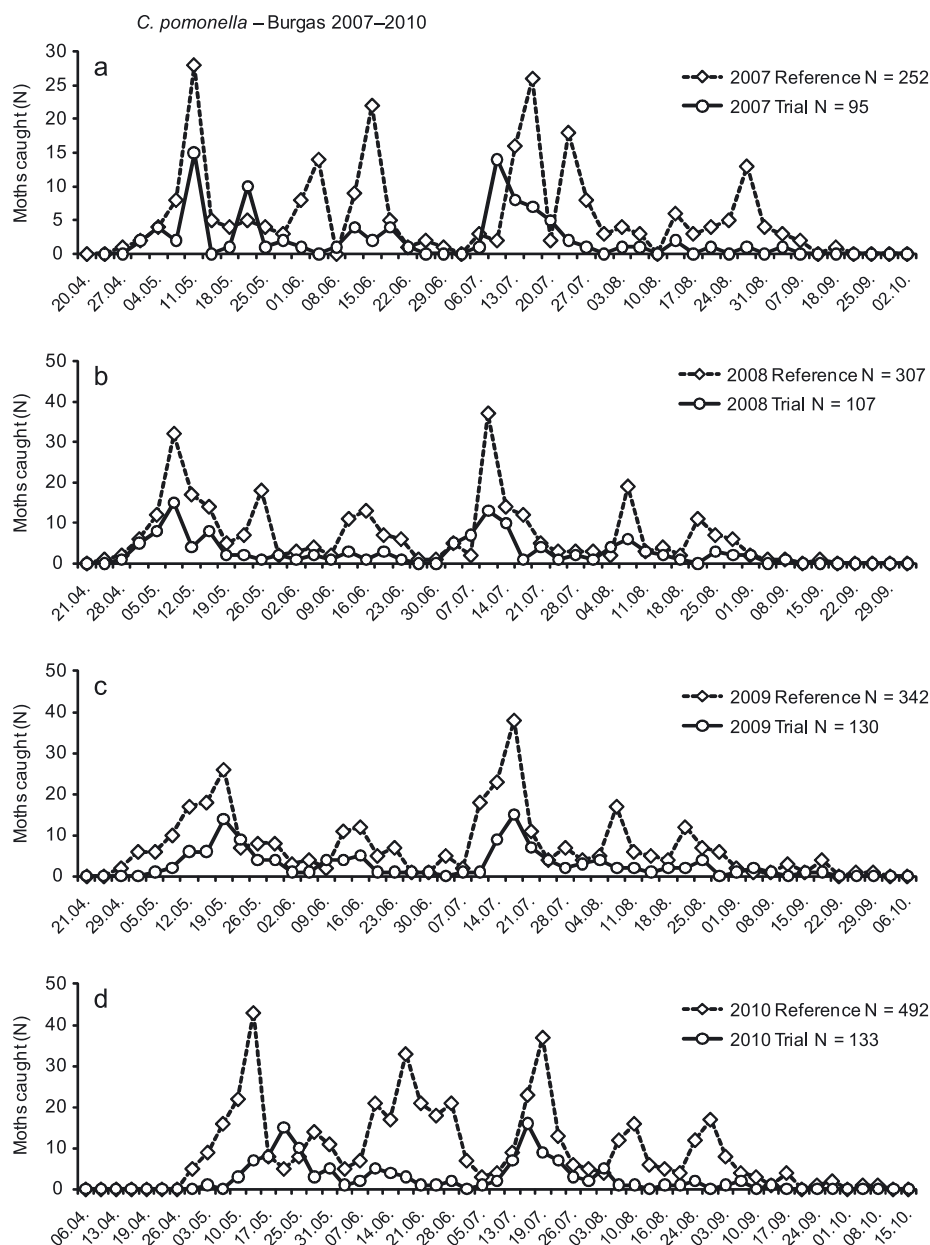 C. pomonella – Burgas 2007–2010
a
Moths caught (N)
30
25
20
15
10
5
0
2007 Reference N = 252
2007 Trial N = 95
20.04. 27.04. 04.05. 11.05. 18.05. 25.05. 01.06. 08.06. 15.06. 22.06. 29.06. 06.07. 13.07. 20.07. 27.07. 03.08. 10.08. 17.08. 24.08. 31.08. 07.09. 18.09. 25.09. 02.10.
b
Moths caught (N)
50
40
30
20
10
0
2008 Reference N = 307
2008 Trial N = 107
21.04. 28.04. 05.05. 12.05. 19.05. 26.05. 02.06. 09.06. 16.06. 23.06. 30.06. 07.07. 14.07. 21.07. 28.07. 04.08. 11.08. 18.08. 25.08. 01.09. 08.09. 15.09. 22.09. 29.09.
c
Moths caught (N)
50
40
30
20
10
0
2009 Reference N = 342
2009 Trial N = 130
21.04. 29.04. 05.05. 12.05. 19.05. 26.05. 02.06. 09.06. 16.06. 23.06. 30.06. 07.07. 14.07. 21.07. 28.07. 04.08. 11.08. 18.08. 25.08. 01.09. 08.09. 15.09. 22.09. 29.09. 06.10.
d
Moths caught (N)
50
40
30
20
10
0
2010 Reference N = 492
2010 Trial N = 133
06.04. 13.04. 19.04. 26.04. 03.05. 10.05. 17.05. 25.05. 31.05. 07.06. 14.06. 21.06. 28.06. 05.07. 12.07. 19.07. 26.07. 03.08. 10.08. 16.08. 24.08. 03.09. 10.09. 17.09. 24.09. 01.10. 08.10. 15.10.